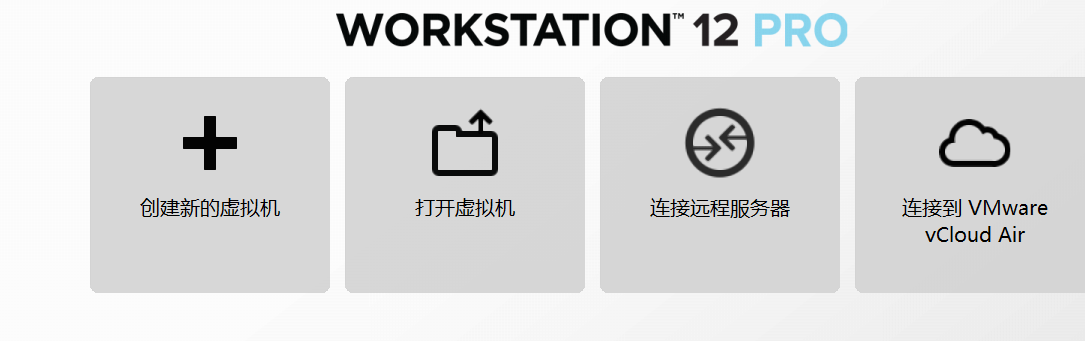 WORKSTATION™ 12 PRO
创建新的虚拟机
打开虚拟机
连接远程服务器
连接到 VMware
vCloud Air